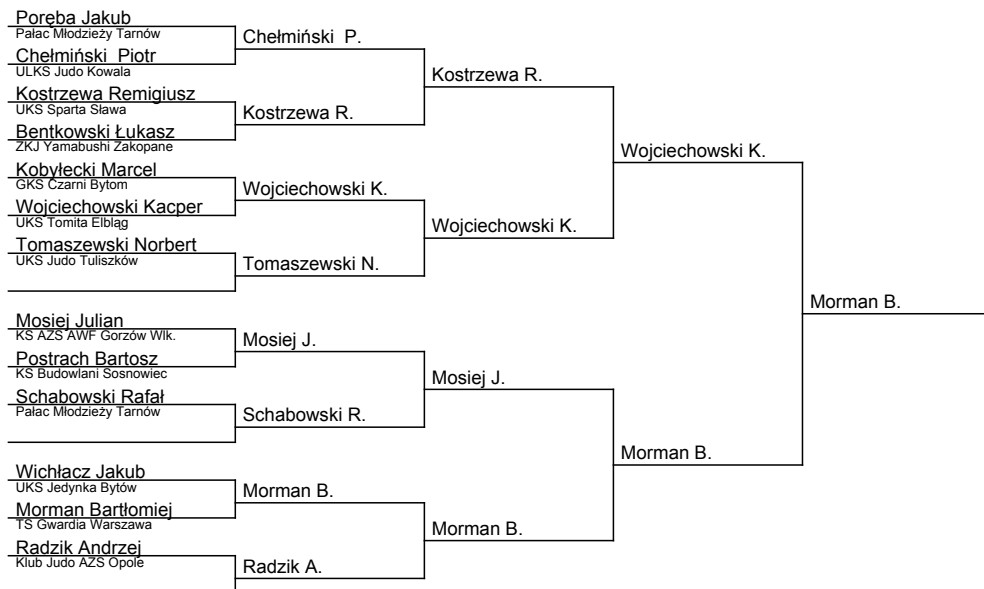 Poręba Jakub
Pałac Młodzieży Tarnów
Chełmiński  Piotr
ULKS Judo Kowala
Kostrzewa Remigiusz
UKS Sparta Sława
Bentkowski Łukasz
ZKJ Yamabushi Zakopane
Kobyłecki Marcel
GKS Czarni Bytom
Wojciechowski Kacper
UKS Tomita Elbląg
Tomaszewski Norbert
UKS Judo Tuliszków
Mosiej Julian
KS AZS AWF Gorzów Wlk.
Postrach Bartosz
KS Budowlani Sosnowiec
Schabowski Rafał
Pałac Młodzieży Tarnów
Wichłacz Jakub
UKS Jedynka Bytów
Morman Bartłomiej
TS Gwardia Warszawa
Radzik Andrzej
Klub Judo AZS Opole
Chełmiński  P.
Kostrzewa R.
Wojciechowski K.
Tomaszewski N.
Mosiej J.
Schabowski R.
Morman B.
Radzik A.
Kostrzewa R.
Wojciechowski K.
Mosiej J.
Morman B.
Wojciechowski K.
Morman B.
Morman B.